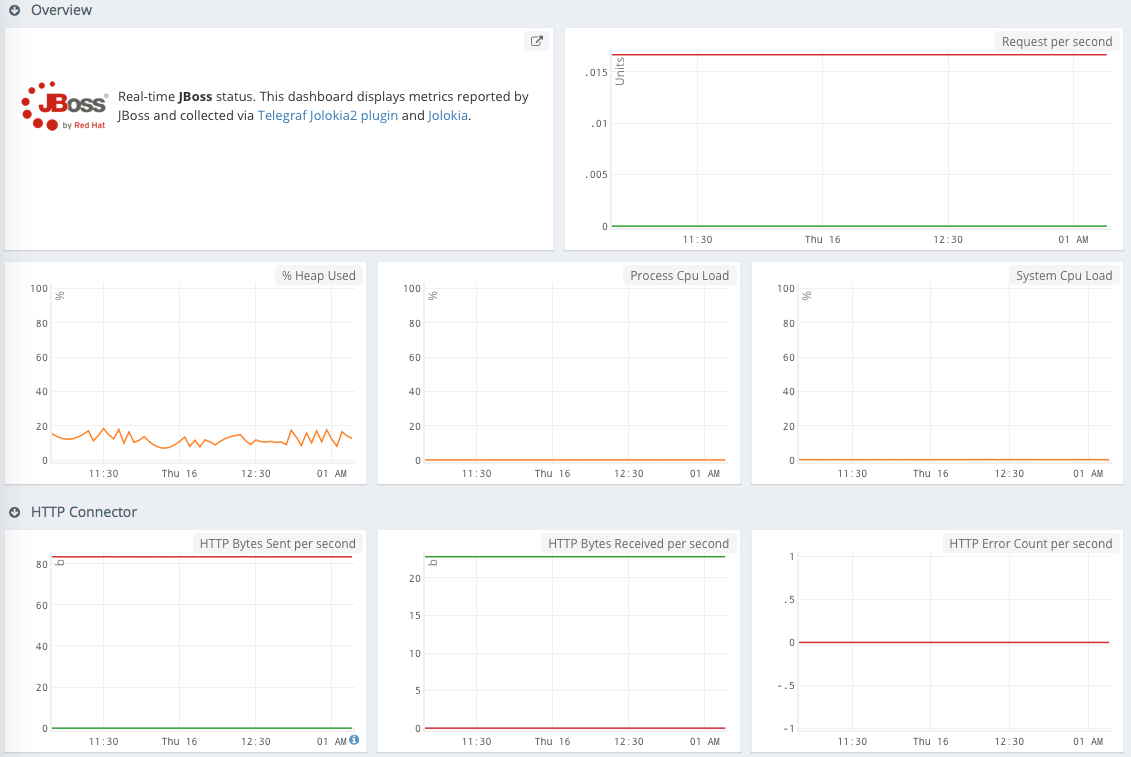 Overview
JBoss®
by Red Hat
Real-time JBoss status. This dashboard displays metrics reported by
JBoss and collected via Telegraf Jolokia2 plugin and Jolokia.
Request per second
Units
.015
.01
.005
0
11:30 Thu 16 12:30 01 AM
% Heap Used
%
100
80
60
40
20
0
11:30 Thu 16 12:30 01 AM
Process Cpu Load
%
100
80
60
40
20
0
11:30 Thu 16 12:30 01 AM
System Cpu Load
%
100
80
60
40
20
0
11:30 Thu 16 12:30 01 AM
HTTP Connector
HTTP Bytes Sent per second
b
80
60
40
20
0
11:30 Thu 16 12:30 01 AM
HTTP Bytes Received per second
b
20
15
10
5
0
11:30 Thu 16 12:30 01 AM
HTTP Error Count per second
1
.5
0
-.5
-1
11:30 Thu 16 12:30 01 AM